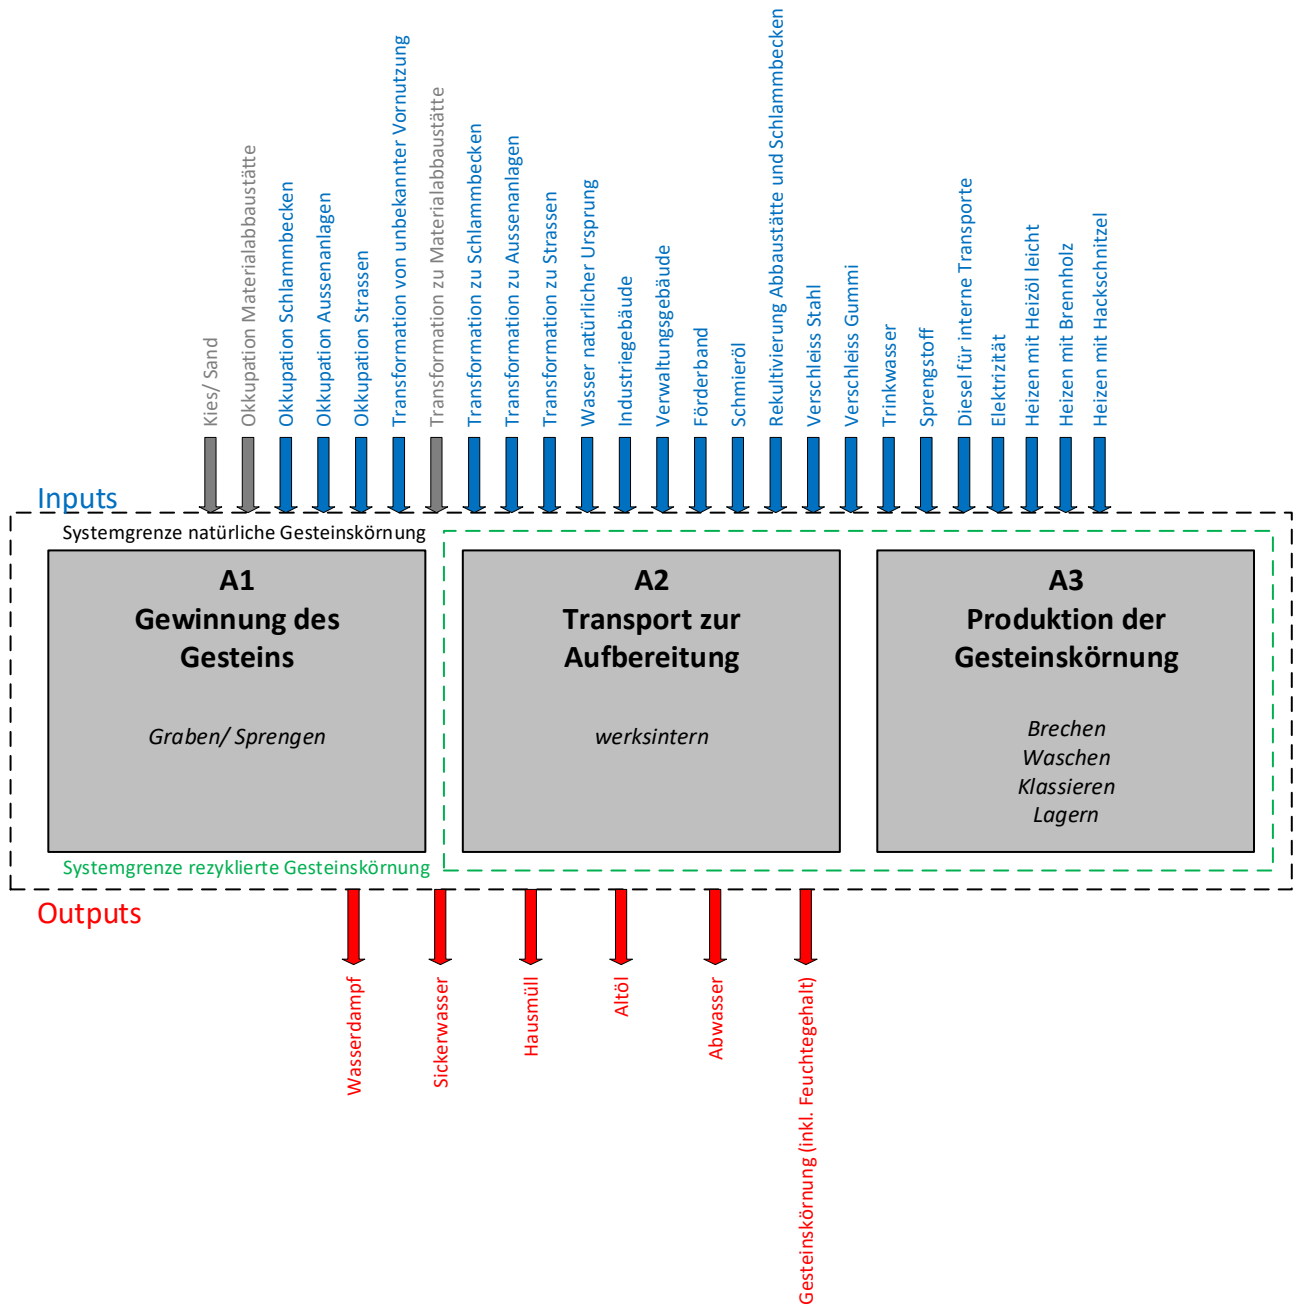 Kies/ Sand
Okkupation Materialabbaustätte
Okkupation Schlammbecken
Okkupation Aussenanlagen
Okkupation Strassen
Transformation von unbekannter Vornutzung
Transformation zu Materialabbaustätte
Transformation zu Schlammbecken
Transformation zu Aussenanlagen
Transformation zu Strassen
Wasser natürlicher Ursprung
Industriegebäude
Verwaltungsgebäude
Förderband
Schmieröl
Rekultivierung Abbaustätte und Schlammbecken
Verschleiss Stahl
Verschleiss Gummi
Trinkwasser
Sprengstoff
Diesel für interne Transporte
Elektrizität
Heizen mit Heizöl leicht
Heizen mit Brennholz
Heizen mit Hackschnitzel
Inputs
Systemgrenze natürliche Gesteinskörnung
A1
Gewinnung des
Gesteins
Graben/ Sprengen
A2
Transport zur
Aufbereitung
werksintern
A3
Produktion der
Gesteinskörnung
Brechen
Waschen
Klassieren
Lagern
Systemgrenze rezyklierte Gesteinskörnung
Outputs
Wasserdampf
Sickerwasser
Hausmüll
Altöl
Abwasser
Gesteinskörnung (inkl. Feuchtegehalt)